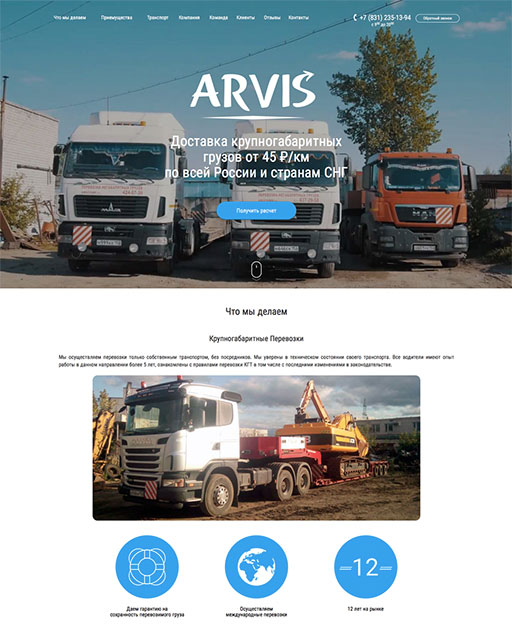 Что мы делаем Преимущества Транспорт Компания Команда Клиенты Отзывы Контакты +7 (831) 235-13-94 Обратный звонок
с 9⁰⁰ до 20⁰⁰
ARVIS
Доставка крупногабаритных
грузов от 45 ₽/км
по всей России и странам СНГ
Получить расчет
MAN
Что мы делаем
Крупногабаритные Перевозки
Мы осуществляем перевозки только собственным транспортом, без посредников. Мы уверены в техническом состоянии своего транспорта. Все водители имеют опыт
работы в данном направлении более 5 лет, ознакомлены с правилами перевозки КГТ в том числе с последними изменениями в законодательстве.
12
Даем гарантию на
сохранность перевозимого груза
Осуществляем
международные перевозки
12 лет на рынке